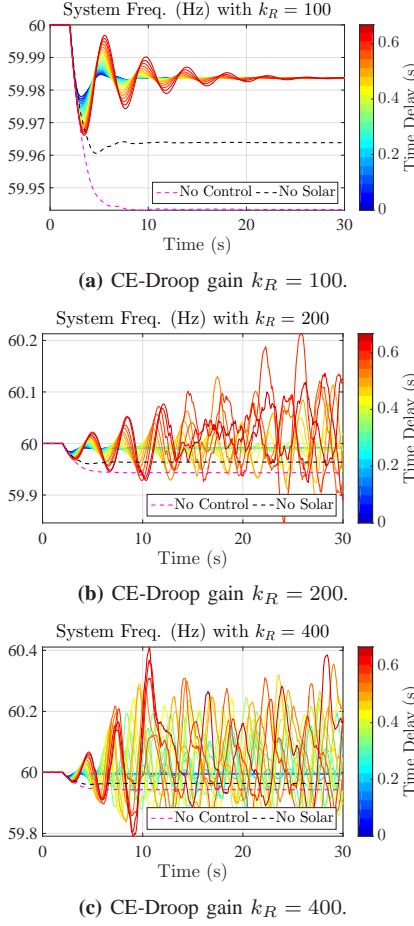 System Freq. (Hz) with k_R = 100
60
59.99
59.98
59.97
59.96
59.95
No Control No Solar
0 10 20 30
Time (s)
0.6
0.4
0.2
0
Time Delay (s)
(a) CE-Droop gain k_R = 100.
System Freq. (Hz) with k_R = 200
60.2
60.1
60
59.9
No Control No Solar
0 10 20 30
Time (s)
0.6
0.4
0.2
0
Time Delay (s)
(b) CE-Droop gain k_R = 200.
System Freq. (Hz) with k_R = 400
60.4
60.2
60
59.8
No Control No Solar
0 10 20 30
Time (s)
0.6
0.4
0.2
0
Time Delay (s)
(c) CE-Droop gain k_R = 400.